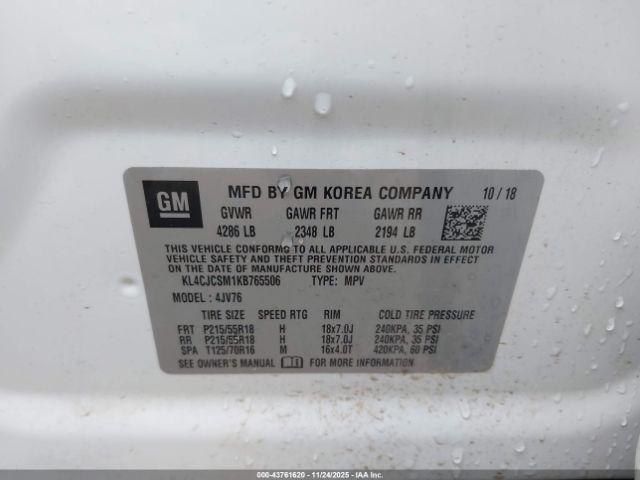 GM
MFD BY GM KOREA COMPANY 10 / 18
GVWR GAWR FRT GAWR RR
4286 LB 2348 LB 2194 LB
THIS VEHICLE CONFORMS TO ALL APPLICABLE U.S. FEDERAL MOTOR
VEHICLE SAFETY AND THEFT PREVENTION STANDARDS IN EFFECT
ON THE DATE OF MANUFACTURE SHOWN ABOVE.
KL4CJCSM1KB765506 TYPE: MPV
MODEL : 4JV76
TIRE SIZE SPEED RTG RIM COLD TIRE PRESSURE
FRT P215/55R18 H 18x7.0J 240KPA, 35 PSI
RR P215/55R18 H 18x7.0J 240KPA, 35 PSI
SPA T125/70R16 M 16x4.0T 420KPA, 60 PSI
SEE OWNER'S MANUAL FOR MORE INFORMATION
000-43761620 - 11/24/2025 - IAAI.COM